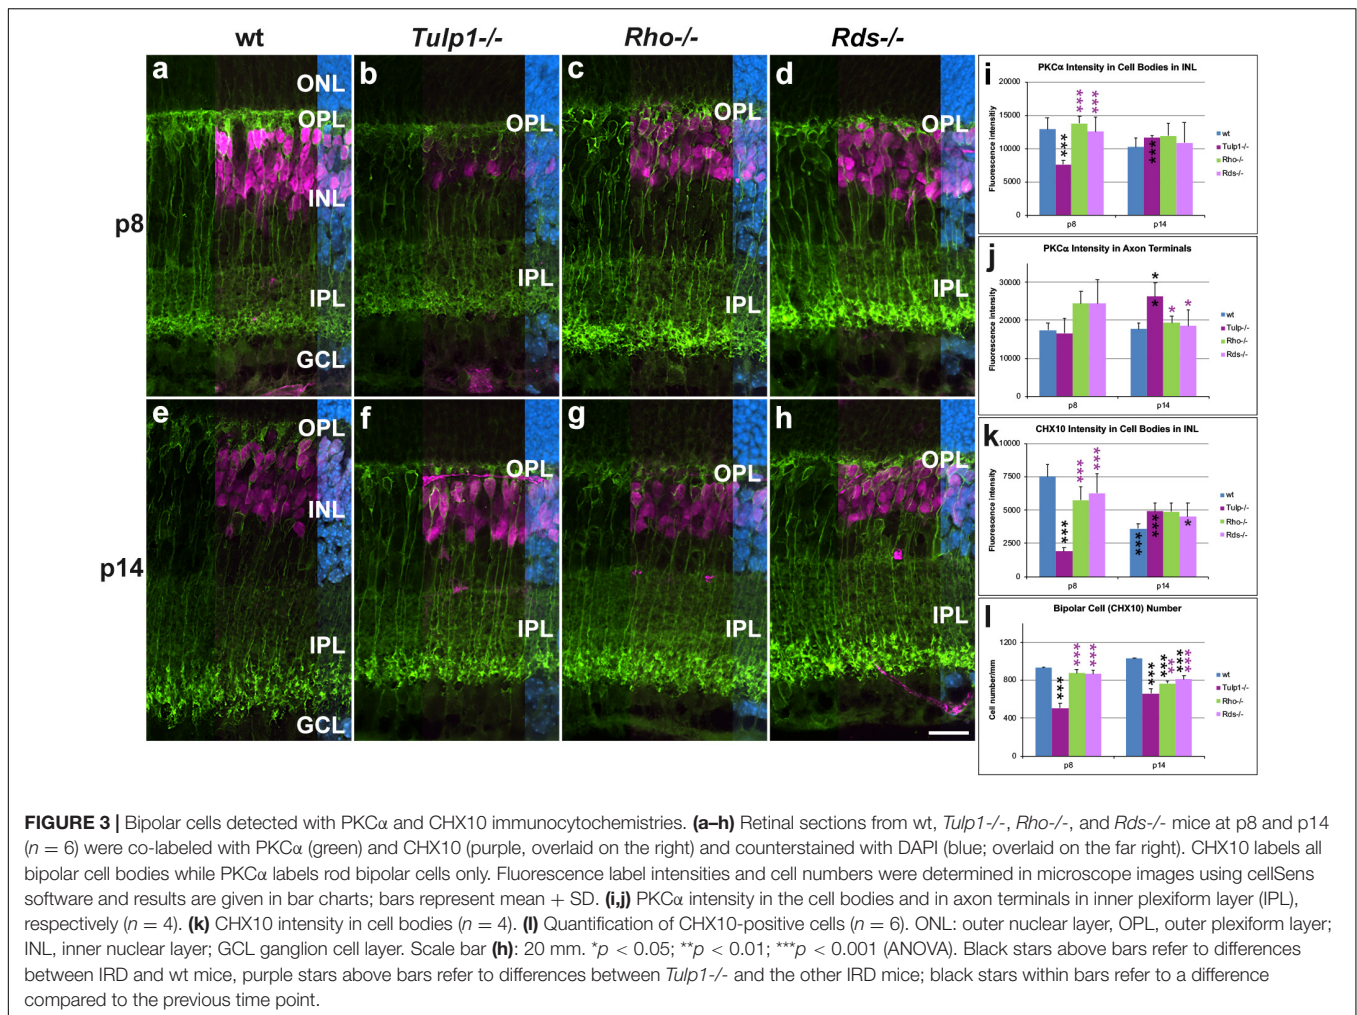 wt Tulp1-/- Rho-/- Rds-/-
a ONL OPL INL IPL GCL
b OPL IPL
c OPL IPL
d OPL IPL
p8
e OPL INL IPL GCL
f OPL IPL
g OPL IPL
h OPL IPL
p14
i
PKCα Intensity in Cell Bodies in INL
Fluorescence intensity
20000
15000
10000
5000
0
*** *** *** ***
p8 p14
wt
Tulp1-/-
Rho-/-
Rds-/-
j
PKCα Intensity in Axon Terminals
Fluorescence intensity
30000
20000
10000
0
* * * *
p8 p14
wt
Tulp-/-
Rho-/-
Rds-/-
k
CHX10 Intensity in Cell Bodies in INL
Fluorescence intensity
10000
7500
5000
2500
0
*** *** *** *** *** *
p8 p14
wt
Tulp-/-
Rho-/-
Rds-/-
l
Bipolar Cell (CHX10) Number
Cell number/mm
1200
800
400
0
*** *** *** *** *** ** *** ***
p8 p14
wt
Tulp1-/-
Rho-/-
Rds-/-
FIGURE 3 | Bipolar cells detected with PKCα and CHX10 immunocytochemistries. (a–h) Retinal sections from wt, Tulp1-/-, Rho-/-, and Rds-/- mice at p8 and p14
(n = 6) were co-labeled with PKCα (green) and CHX10 (purple, overlaid on the right) and counterstained with DAPI (blue; overlaid on the far right). CHX10 labels all
bipolar cell bodies while PKCα labels rod bipolar cells only. Fluorescence label intensities and cell numbers were determined in microscope images using cellSens
software and results are given in bar charts; bars represent mean + SD. (i,j) PKCα intensity in the cell bodies and in axon terminals in inner plexiform layer (IPL),
respectively (n = 4). (k) CHX10 intensity in cell bodies (n = 4). (l) Quantification of CHX10-positive cells (n = 6). ONL: outer nuclear layer, OPL, outer plexiform layer;
INL, inner nuclear layer; GCL ganglion cell layer. Scale bar (h): 20 mm. *p < 0.05; **p < 0.01; ***p < 0.001 (ANOVA). Black stars above bars refer to differences
between IRD and wt mice, purple stars above bars refer to differences between Tulp1-/- and the other IRD mice; black stars within bars refer to a difference
compared to the previous time point.